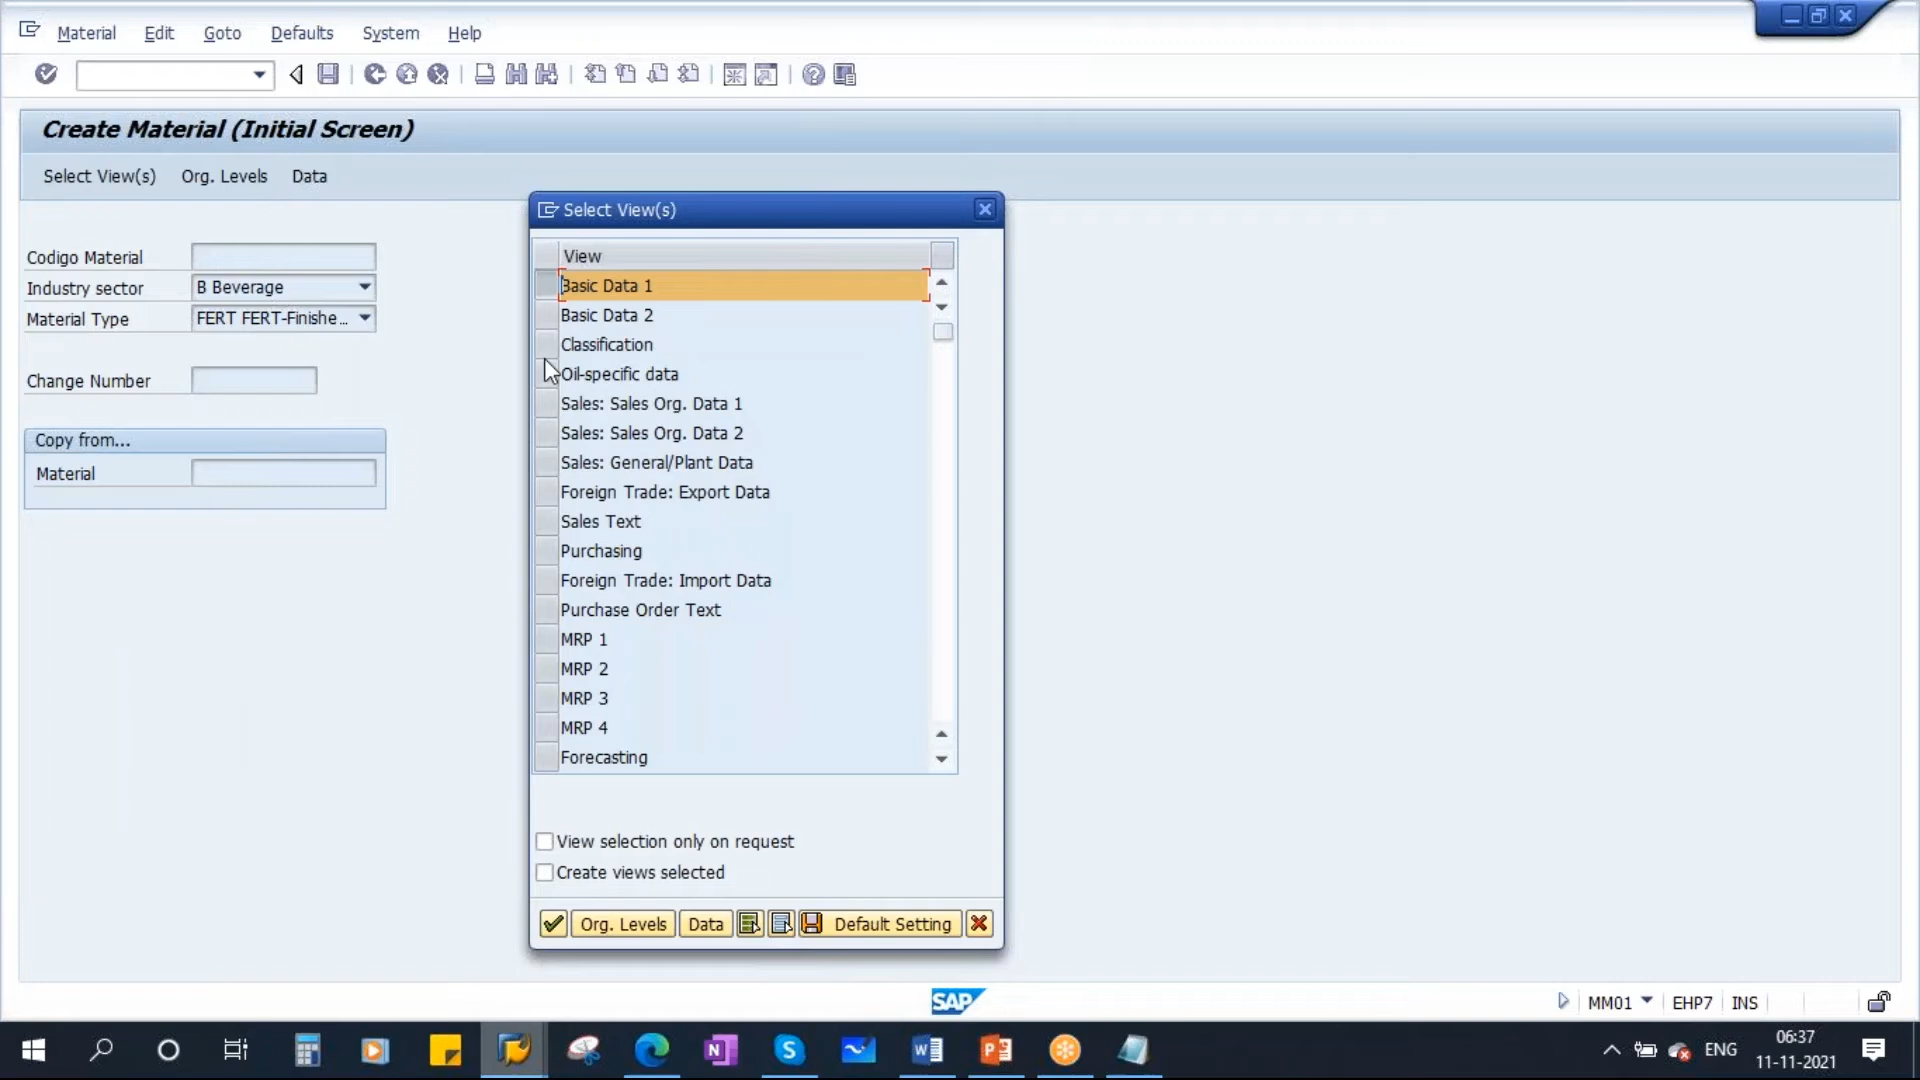 Material Edit Goto Defaults System Help
Create Material (Initial Screen)
Select View(s) Org. Levels Data
Select View(s)
Codigo Material
Industry sector B Beverage
Material Type FERT FERT-Finishe...
Change Number
Copy from...
Material
View
Basic Data 1
Basic Data 2
Classification
Oil-specific data
Sales: Sales Org. Data 1
Sales: Sales Org. Data 2
Sales: General/Plant Data
Foreign Trade: Export Data
Sales Text
Purchasing
Foreign Trade: Import Data
Purchase Order Text
MRP 1
MRP 2
MRP 3
MRP 4
Forecasting
View selection only on request
Create views selected
Org. Levels Data Default Setting
SAP
MM01 EHP7 INS
ENG
06:37
11-11-2021